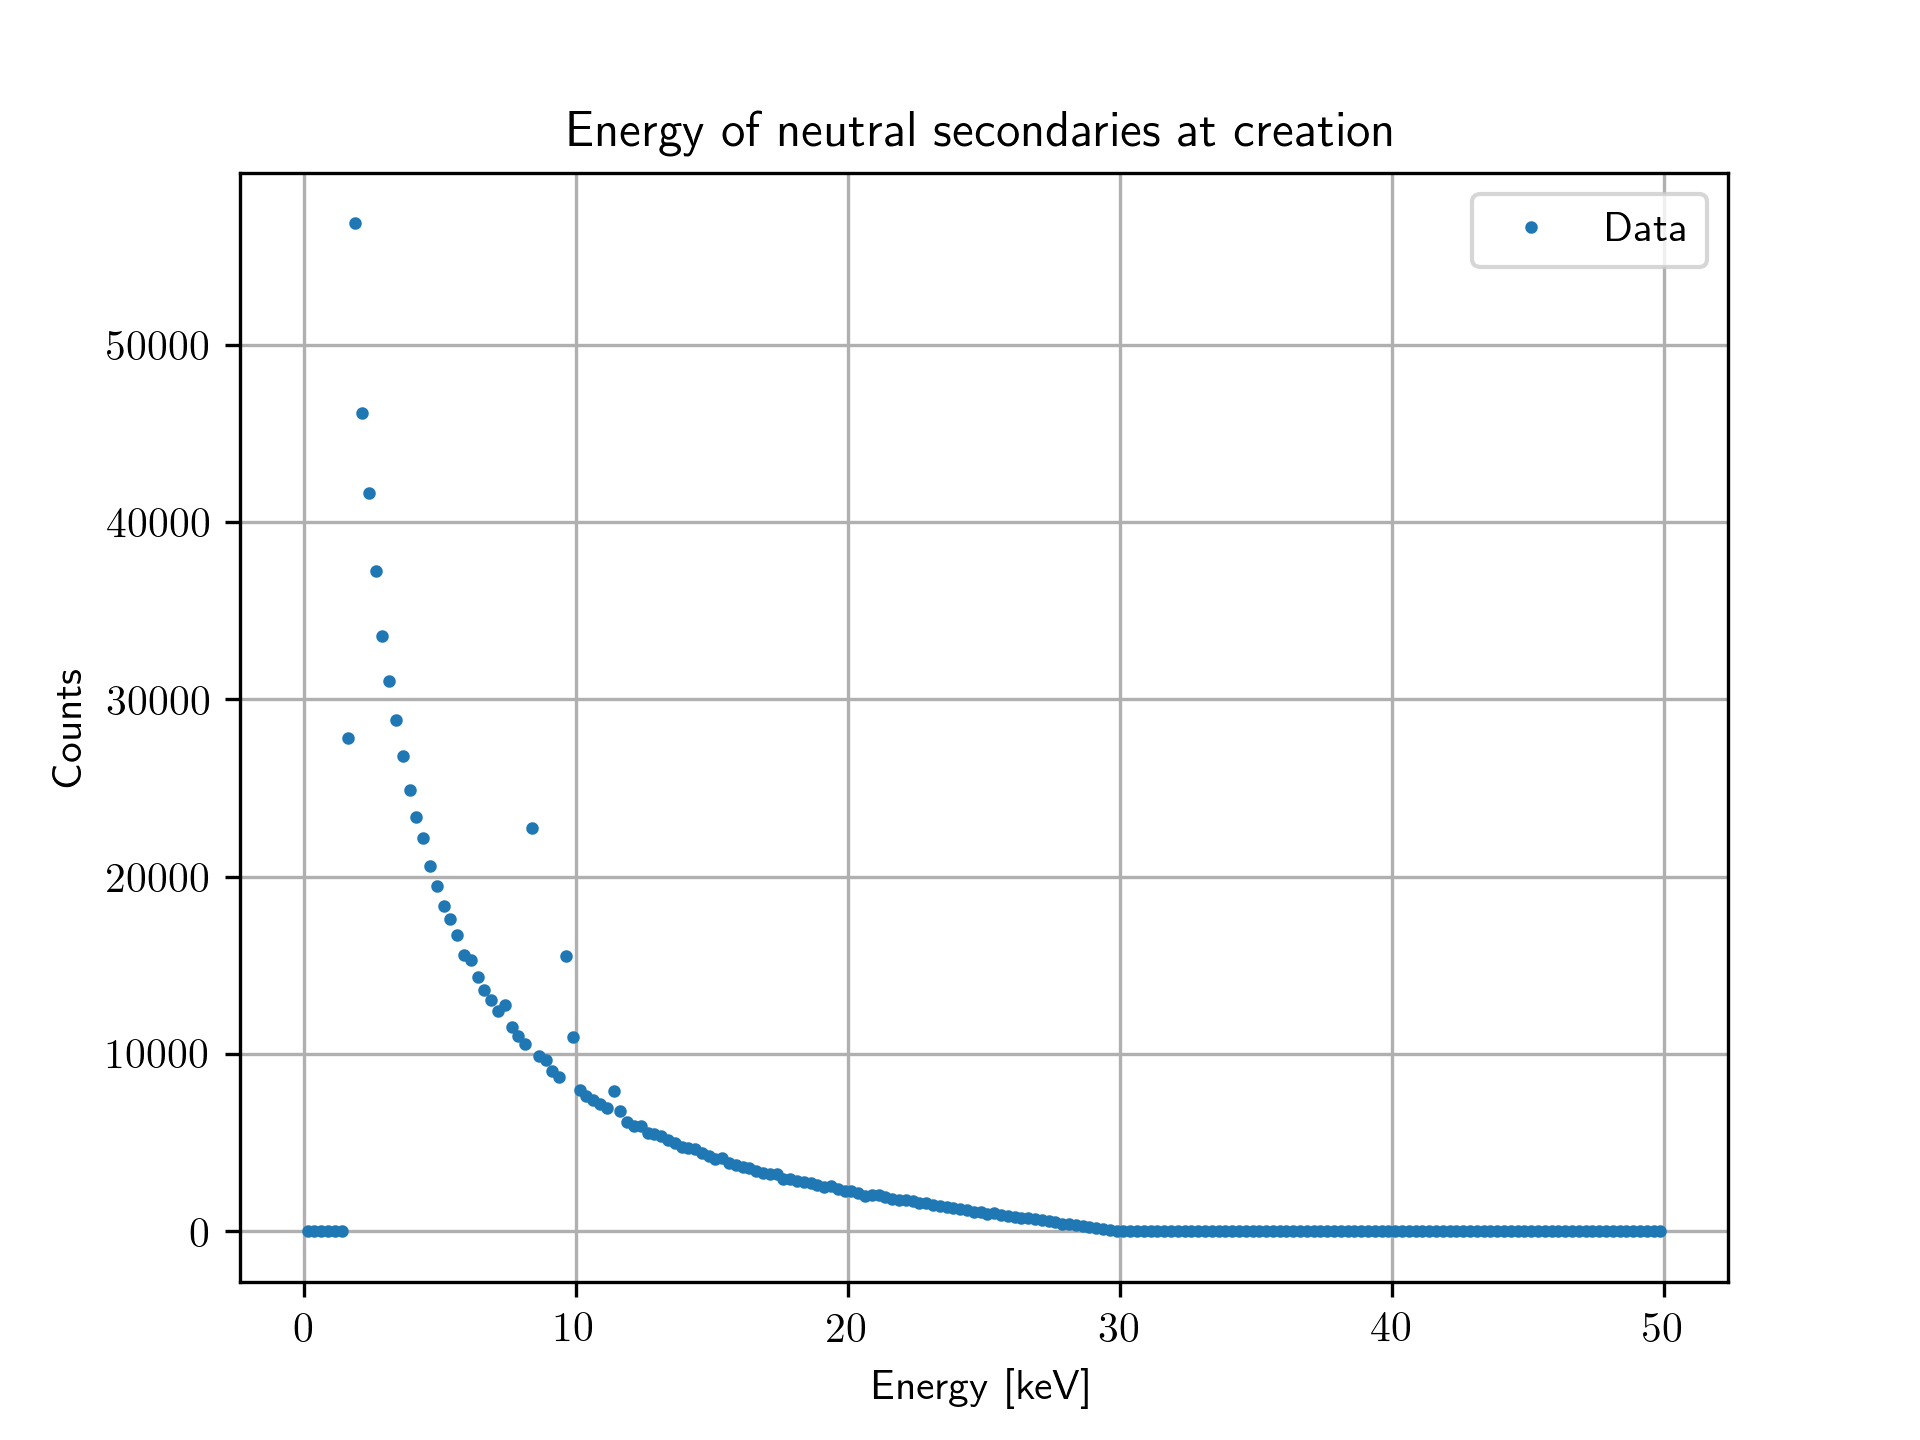 Energy of neutral secondaries at creation
Data
50000
40000
30000
20000
10000
0
Counts
0 10 20 30 40 50
Energy [keV]